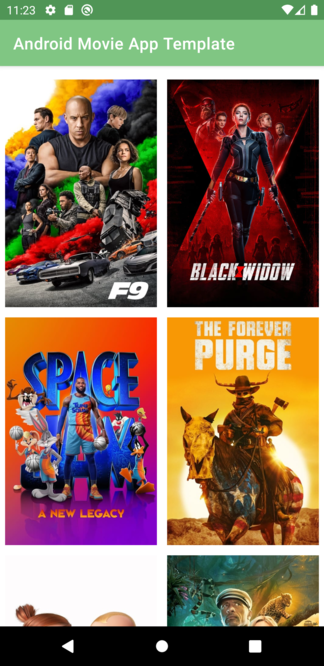 11:23
Android Movie App Template
F9
BLACK WIDOW
SPACE
JAM
A NEW LEGACY
THE FOREVER
PURGE